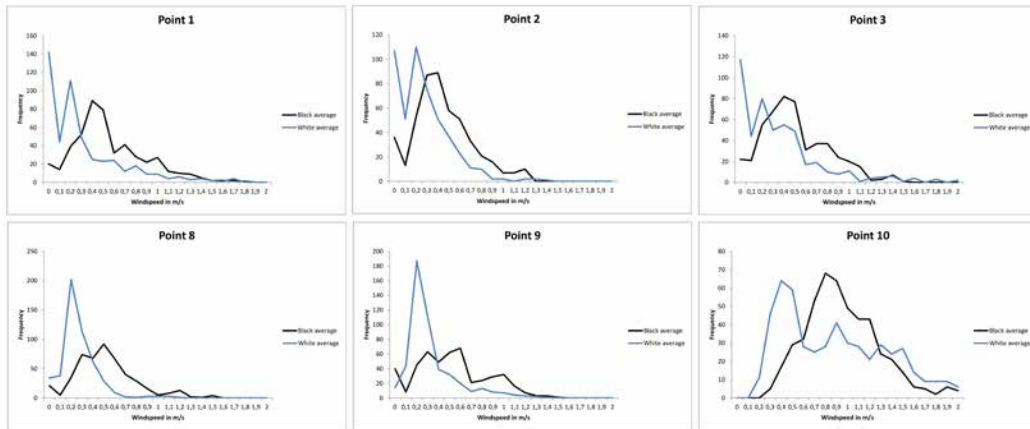 Point 1
160
140
120
100
80
60
40
20
0
Frequency
0 0,1 0,2 0,3 0,4 0,5 0,6 0,7 0,8 0,9 1 1,1 1,2 1,3 1,4 1,5 1,6 1,7 1,8 1,9 2
Windspeed in m/s
Black average
White average
Point 2
120
100
80
60
40
20
0
Frequency
0 0,1 0,2 0,3 0,4 0,5 0,6 0,7 0,8 0,9 1 1,1 1,2 1,3 1,4 1,5 1,6 1,7 1,8 1,9 2
Windspeed in m/s
Black average
White average
Point 3
140
120
100
80
60
40
20
0
Frequency
0 0,1 0,2 0,3 0,4 0,5 0,6 0,7 0,8 0,9 1 1,1 1,2 1,3 1,4 1,5 1,6 1,7 1,8 1,9 2
Windspeed in m/s
Black average
White average
Point 8
250
200
150
100
50
0
Frequency
0 0,1 0,2 0,3 0,4 0,5 0,6 0,7 0,8 0,9 1 1,1 1,2 1,3 1,4 1,5 1,6 1,7 1,8 1,9 2
Windspeed in m/s
Black average
White average
Point 9
200
180
160
140
120
100
80
60
40
20
0
Frequency
0 0,1 0,2 0,3 0,4 0,5 0,6 0,7 0,8 0,9 1 1,1 1,2 1,3 1,4 1,5 1,6 1,7 1,8 1,9 2
Windspeed in m/s
Black average
White average
Point 10
80
70
60
50
40
30
20
10
0
Frequency
0 0,1 0,2 0,3 0,4 0,5 0,6 0,7 0,8 0,9 1 1,1 1,2 1,3 1,4 1,5 1,6 1,7 1,8 1,9 2
Windspeed in m/s
Black average
White average